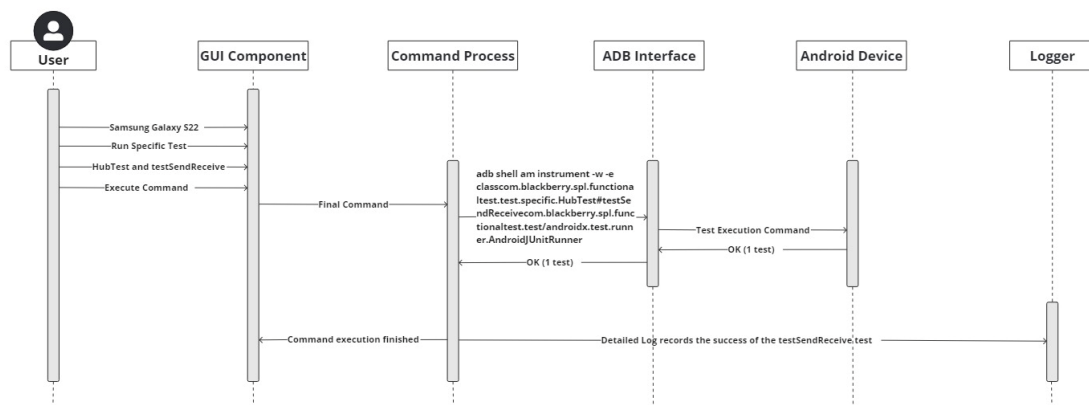 User
GUI Component
Command Process
ADB Interface
Android Device
Logger
Samsung Galaxy S22
Run Specific Test
HubTest and testSendReceive
Execute Command
Final Command
adb shell am instrument -w -e
classcom.blackberry.spl.functiona
ltest.test.specific.HubTest#testSe
ndReceivecom.blackberry.spl.func
tionaltest.test/androidx.test.runn
er.AndroidJUnitRunner
Test Execution Command
OK (1 test)
OK (1 test)
Command execution finished
Detailed Log records the success of the testSendReceive test